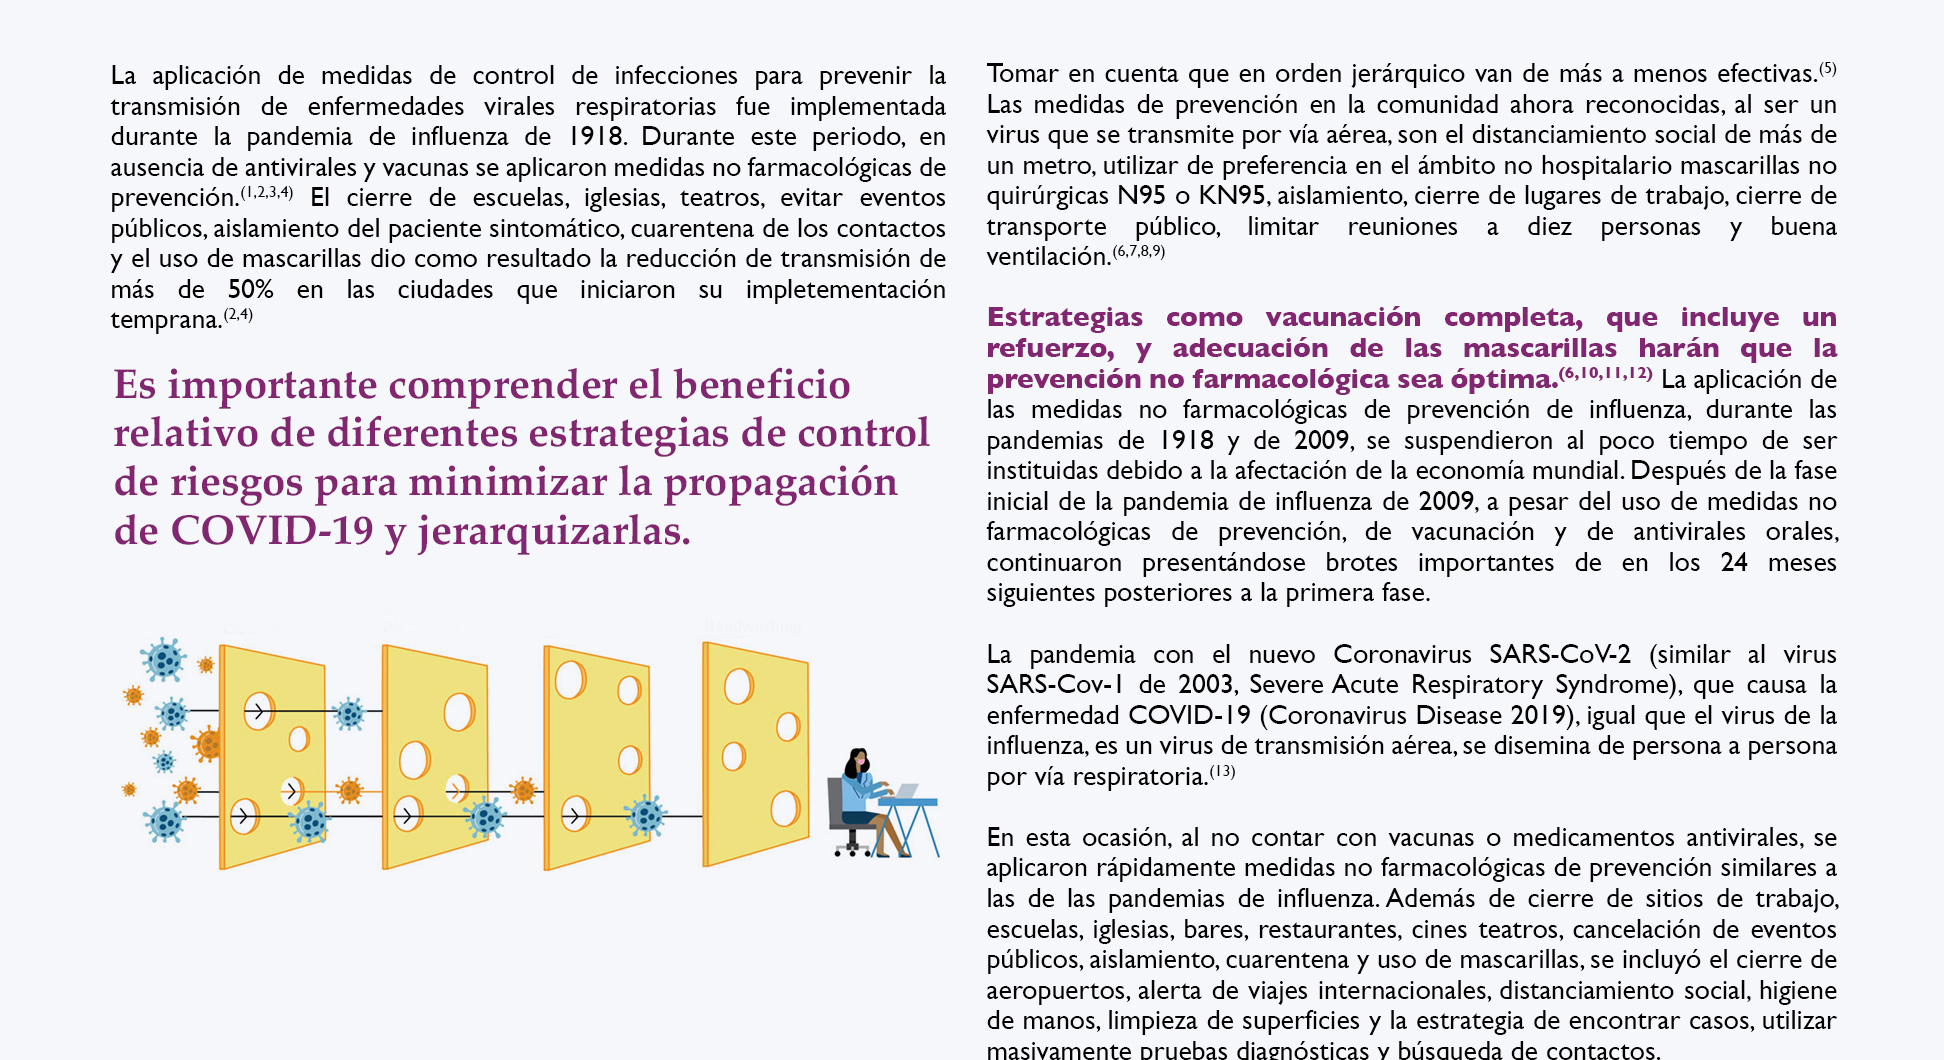 La aplicación de medidas de control de infecciones para prevenir la
transmisión de enfermedades virales respiratorias fue implementada
durante la pandemia de influenza de 1918. Durante este periodo, en
ausencia de antivirales y vacunas se aplicaron medidas no farmacológicas de
prevención.(1,2,3,4) El cierre de escuelas, iglesias, teatros, evitar eventos
públicos, aislamiento del paciente sintomático, cuarentena de los contactos
y el uso de mascarillas dio como resultado la reducción de transmisión de
más de 50% en las ciudades que iniciaron su impletementación
temprana.(2,4)
Es importante comprender el beneficio
relativo de diferentes estrategias de control
de riesgos para minimizar la propagación
de COVID-19 y jerarquizarlas.
Tomar en cuenta que en orden jerárquico van de más a menos efectivas.(5)
Las medidas de prevención en la comunidad ahora reconocidas, al ser un
virus que se transmite por vía aérea, son el distanciamiento social de más de
un metro, utilizar de preferencia en el ámbito no hospitalario mascarillas no
quirúrgicas N95 o KN95, aislamiento, cierre de lugares de trabajo, cierre de
transporte público, limitar reuniones a diez personas y buena
ventilación.(6,7,8,9)
Estrategias como vacunación completa, que incluye un
refuerzo, y adecuación de las mascarillas harán que la
prevención no farmacológica sea óptima.(6,10,11,12) La aplicación de
las medidas no farmacológicas de prevención de influenza, durante las
pandemias de 1918 y de 2009, se suspendieron al poco tiempo de ser
instituidas debido a la afectación de la economía mundial. Después de la fase
inicial de la pandemia de influenza de 2009, a pesar del uso de medidas no
farmacológicas de prevención, de vacunación y de antivirales orales,
continuaron presentándose brotes importantes de en los 24 meses
siguientes posteriores a la primera fase.
La pandemia con el nuevo Coronavirus SARS-CoV-2 (similar al virus
SARS-Cov-1 de 2003, Severe Acute Respiratory Syndrome), que causa la
enfermedad COVID-19 (Coronavirus Disease 2019), igual que el virus de la
influenza, es un virus de transmisión aérea, se disemina de persona a persona
por vía respiratoria.(13)
En esta ocasión, al no contar con vacunas o medicamentos antivirales, se
aplicaron rápidamente medidas no farmacológicas de prevención similares a
las de las pandemias de influenza. Además de cierre de sitios de trabajo,
escuelas, iglesias, bares, restaurantes, cines teatros, cancelación de eventos
públicos, aislamiento, cuarentena y uso de mascarillas, se incluyó el cierre de
aeropuertos, alerta de viajes internacionales, distanciamiento social, higiene
de manos, limpieza de superficies y la estrategia de encontrar casos, utilizar
masivamente pruebas diagnósticas y búsqueda de contactos.